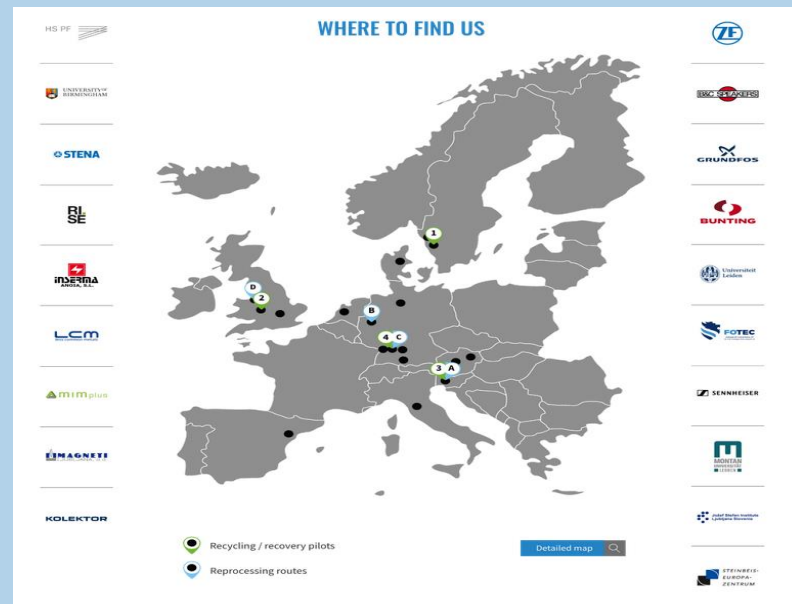 WHERE TO FIND US
HS PF
UNIVERSITY OF
BIRMINGHAM
STENA
RI.
SE
inSERMA
ANOIA, S.L.
LCM
mimplus
MAGNETI
KOLEKTOR
ZF
B&C SPEAKERS
GRUNDFOS
BUNTING
Universiteit
Leiden
FOTEC
SENNHEISER
MONTAN
UNIVERSITÄT
LEOBEN
Jožef Stefan Institute
Ljubljana Slovenia
STEINBEIS-
EUROPA-
ZENTRUM
1
D
2
B
4
C
3
A
Recycling / recovery pilots
Reprocessing routes
Detailed map